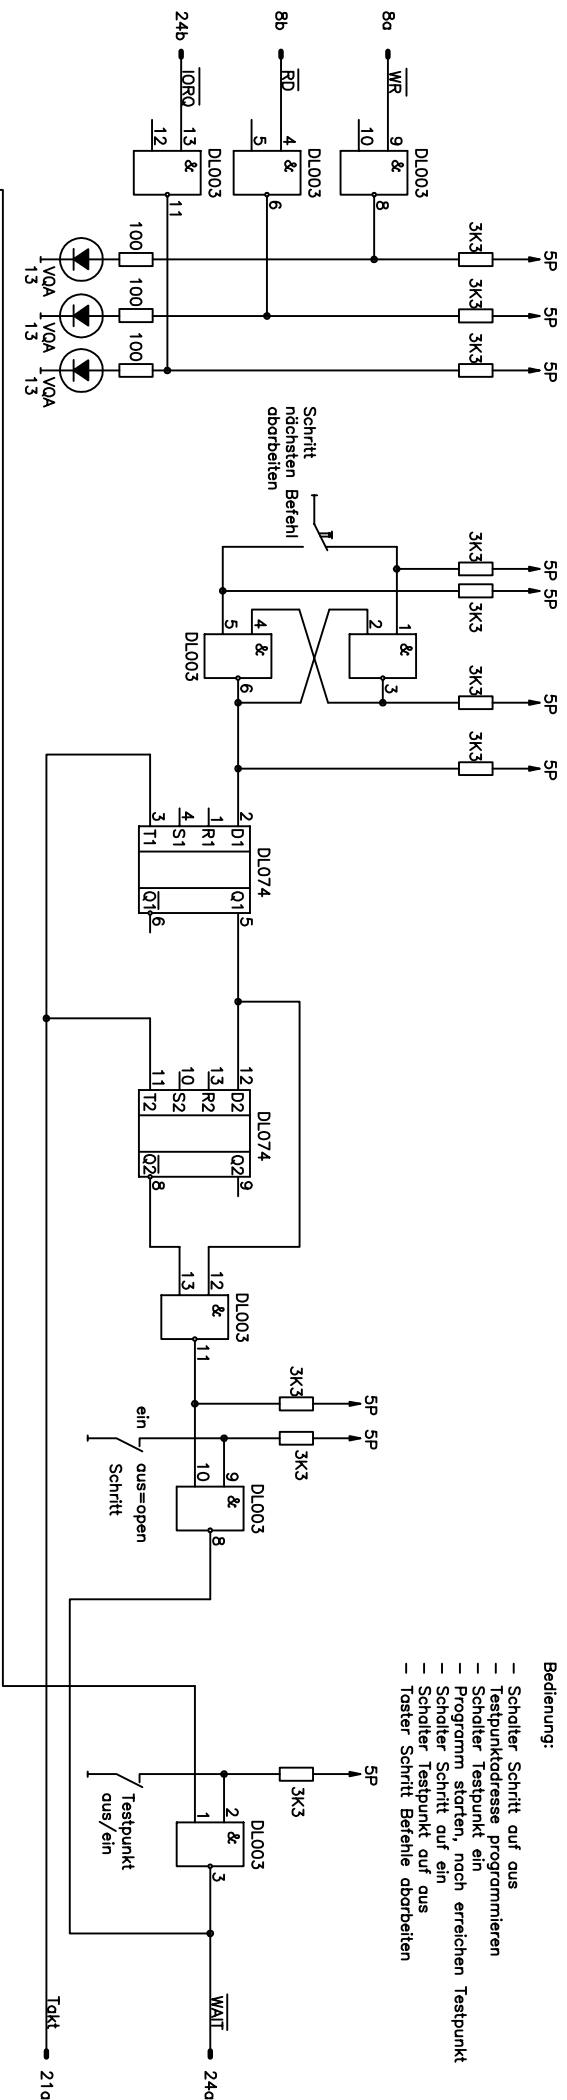 24b
8b
8a
IORQ
RD
WR
12
13
&
DL003
11
5
4
&
DL003
6
10
9
&
DL003
8
VQA
13
100
3K3
5P
VQA
13
100
3K3
5P
VQA
13
100
3K3
5P
Schritt
nächsten Befehl
abarbeiten
3K3
5P
3K3
5P
5
4
&
DL003
6
2
1
&
3
3K3
5P
3K3
5P
3
4
1
2
T1
S1
R1
D1
DL074
Q1
Q1
6
5
11
10
13
12
T2
S2
R2
D2
DL074
Q2
Q2
8
9
13
12
&
DL003
11
3K3
5P
3K3
5P
ein
aus=open
Schritt
10
9
&
DL003
8
Bedienung:
- Schalter Schritt auf aus
- Testpunktadresse programmieren
- Schalter Testpunkt ein
- Programm starten, nach erreichen Testpunkt
- Schalter Schritt auf ein
- Schalter Testpunkt auf aus
- Taster Schritt Befehle abarbeiten
3K3
5P
Testpunkt
aus/ein
1
2
&
DL003
3
Takt
WAIT
21a
24a